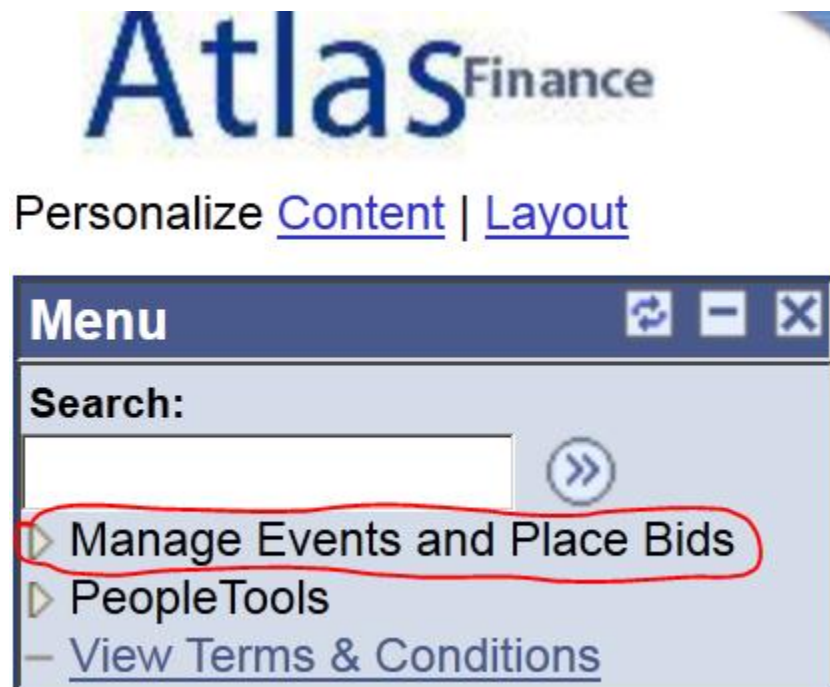 Atlas Finance
Personalize Content | Layout
Menu
Search:
Manage Events and Place Bids
PeopleTools
View Terms & Conditions